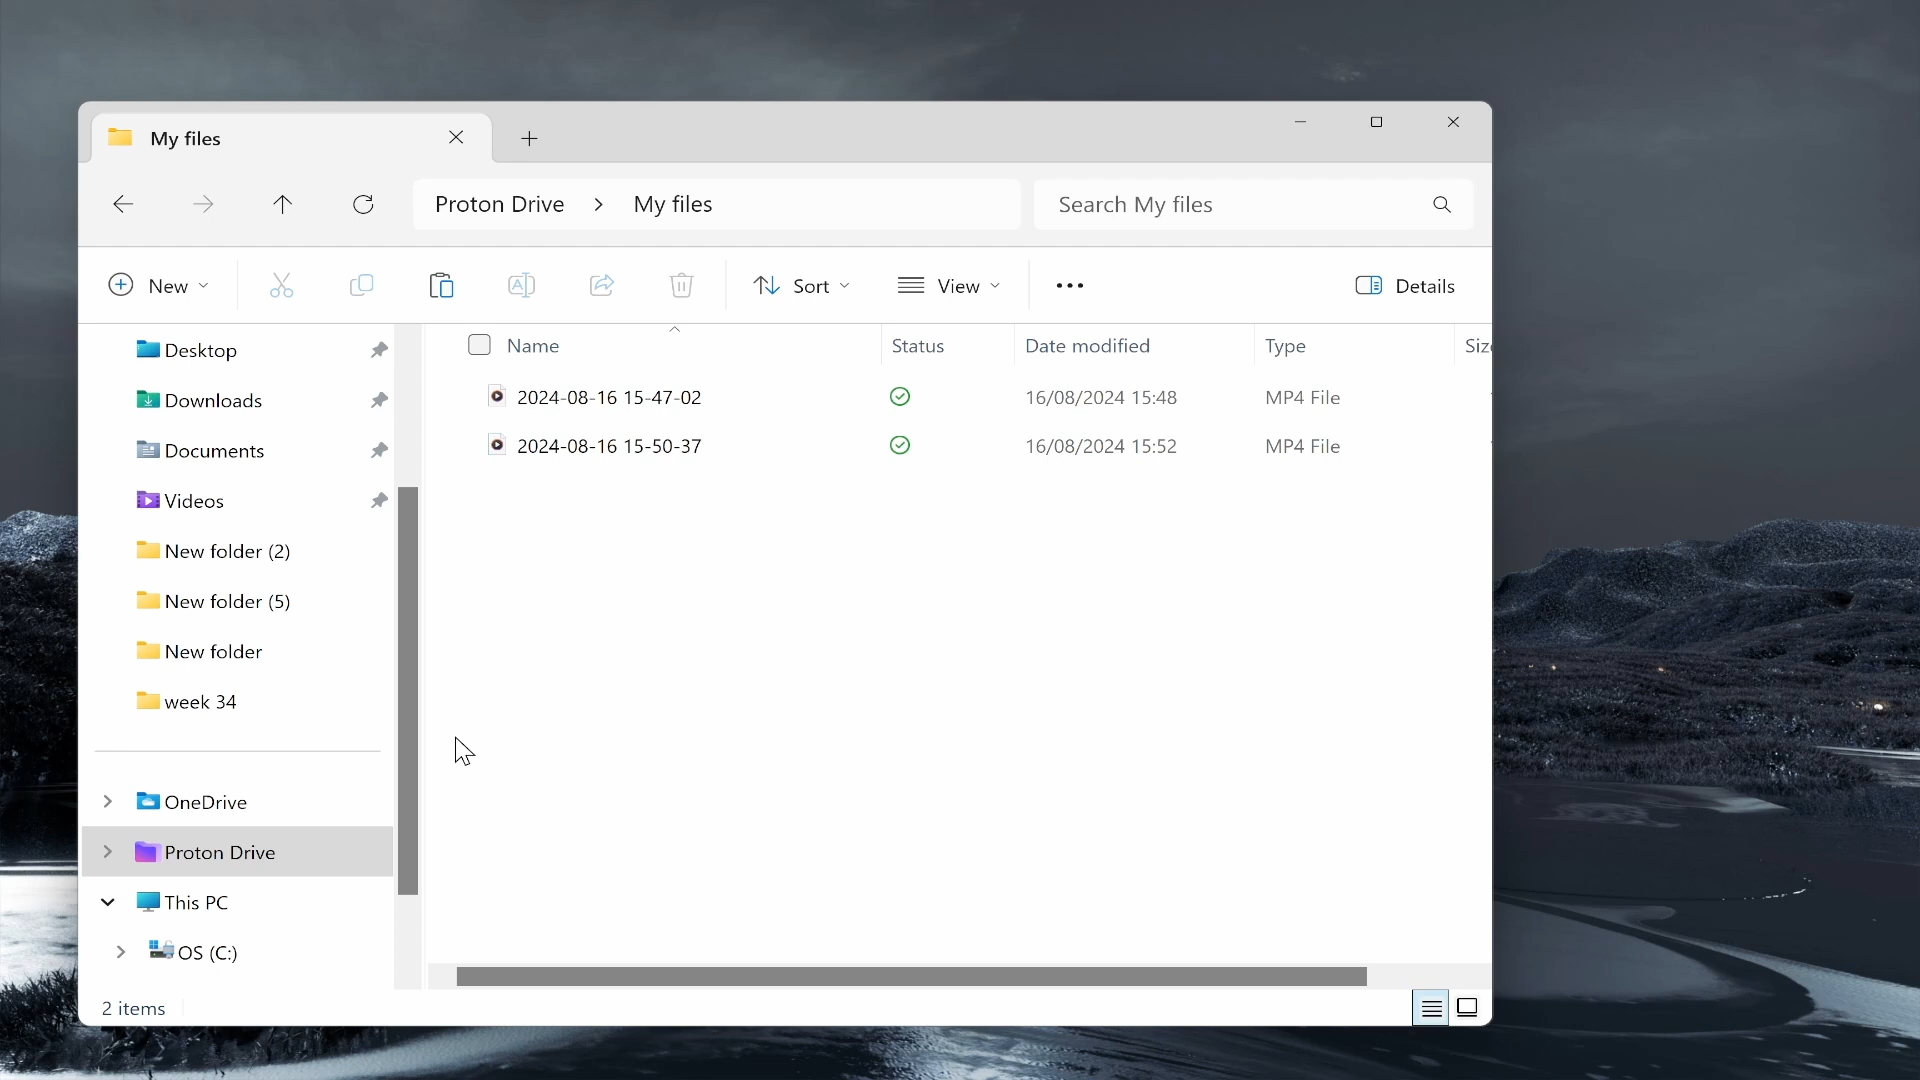 My files
Proton Drive > My files
Search My files
New
Sort
View
Details
Name Status Date modified Type
2024-08-16 15-47-02 16/08/2024 15:48 MP4 File
2024-08-16 15-50-37 16/08/2024 15:52 MP4 File
Desktop
Downloads
Documents
Videos
New folder (2)
New folder (5)
New folder
week 34
OneDrive
Proton Drive
This PC
OS (C:)
2 items